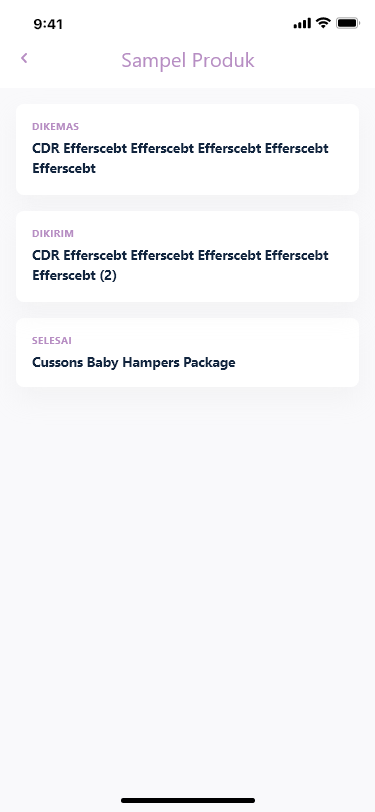 9:41
Sampel Produk
DIKEMAS
CDR Efferscebt Efferscebt Efferscebt Efferscebt
Efferscebt
DIKIRIM
CDR Efferscebt Efferscebt Efferscebt Efferscebt
Efferscebt (2)
SELESAI
Cussons Baby Hampers Package